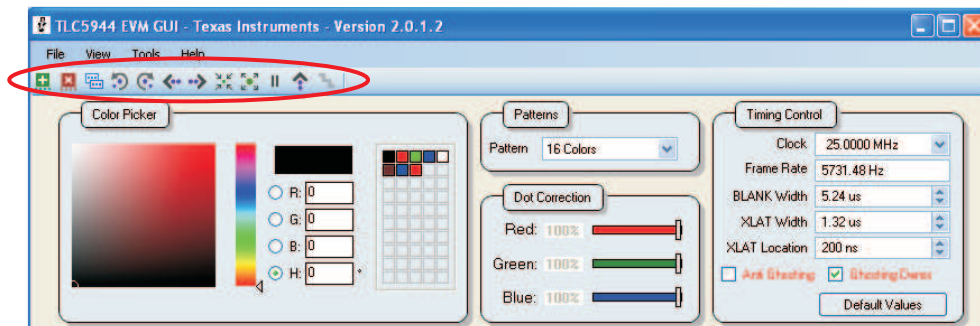 TLC5944 EVM GUI - Texas Instruments - Version 2.0.1.2
File View Tools Help
Color Picker
R: 0
G: 0
B: 0
H: 0 °
Patterns
Pattern 16 Colors
Dot Correction
Red: 100%
Green: 100%
Blue: 100%
Timing Control
Clock 25.0000 MHz
Frame Rate 5731.48 Hz
BLANK Width 5.24 us
XLAT Width 1.32 us
XLAT Location 200 ns
Anti Ghosting Ghosting Demo
Default Values